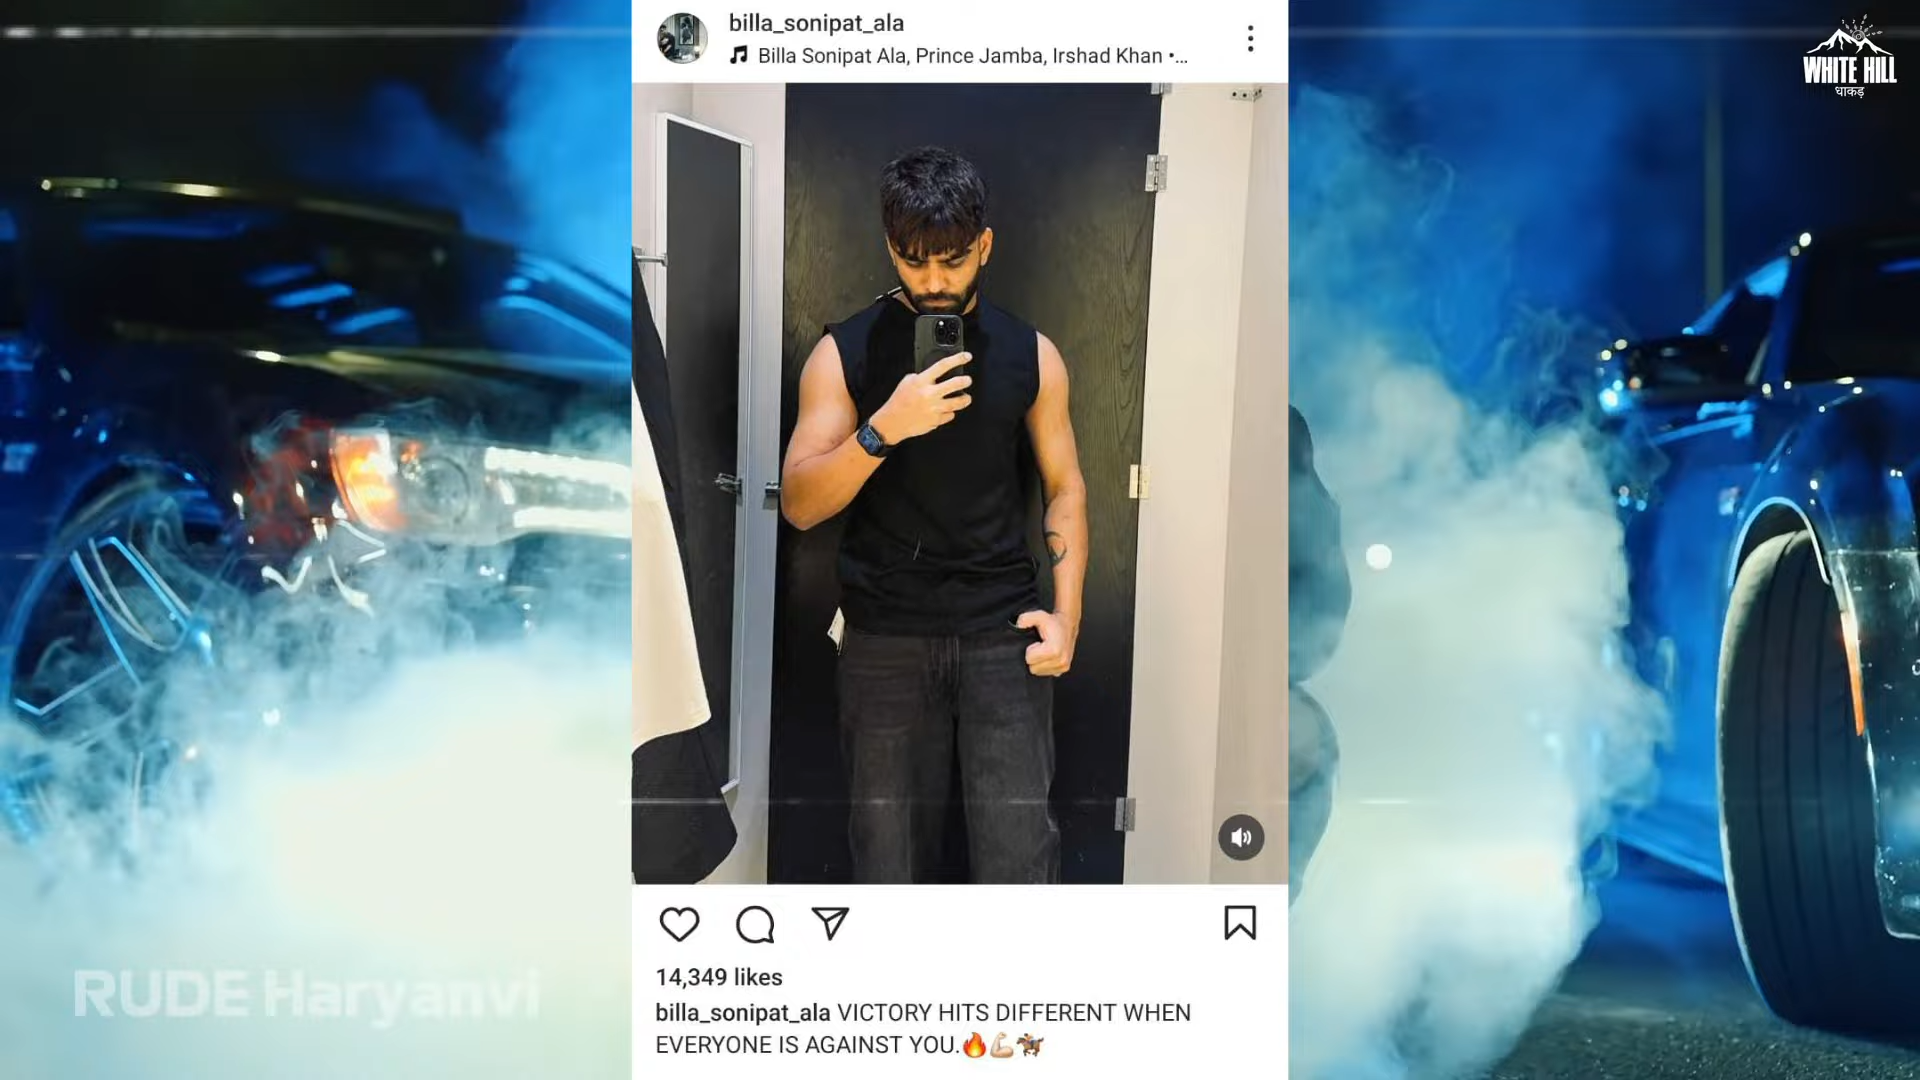 billa_sonipat_ala
Billa Sonipat Ala, Prince Jamba, Irshad Khan •...
WHITE HILL
धाकड़
14,349 likes
billa_sonipat_ala VICTORY HITS DIFFERENT WHEN
EVERYONE IS AGAINST YOU.🔥💪🏼🏇
RUDE Haryanvi